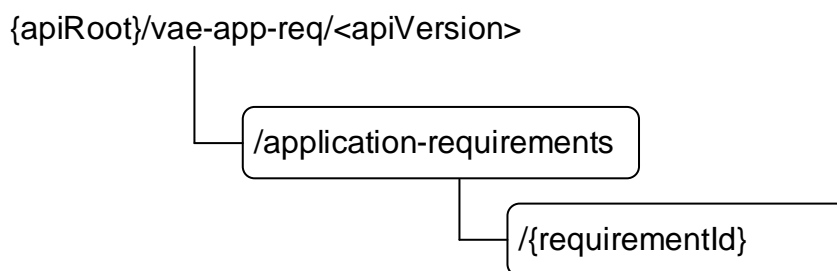 {apiRoot}/vae-app-req/<apiVersion>
/application-requirements
/{requirementId}